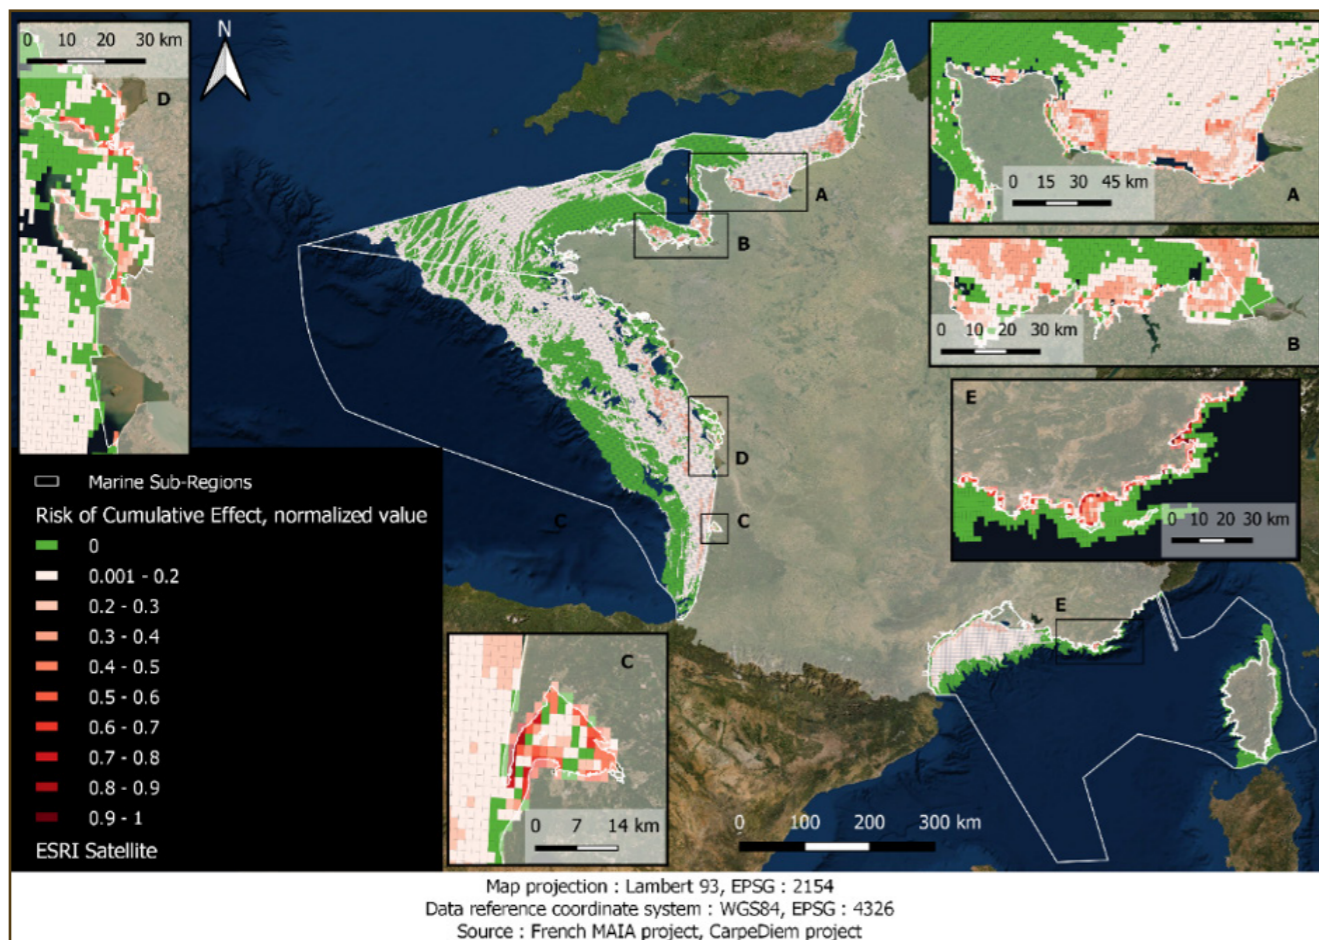 0 10 20 30 km
D
N
A
B
D
C
C
E
0 15 30 45 km
A
0 10 20 30 km
B
E
0 10 20 30 km
Marine Sub-Regions
Risk of Cumulative Effect, normalized value
0
0.001 - 0.2
0.2 - 0.3
0.3 - 0.4
0.4 - 0.5
0.5 - 0.6
0.6 - 0.7
0.7 - 0.8
0.8 - 0.9
0.9 - 1
ESRI Satellite
C
0 7 14 km
0 100 200 300 km
Map projection : Lambert 93, EPSG : 2154
Data reference coordinate system : WGS84, EPSG : 4326
Source : French MAIA project, CarpeDiem project